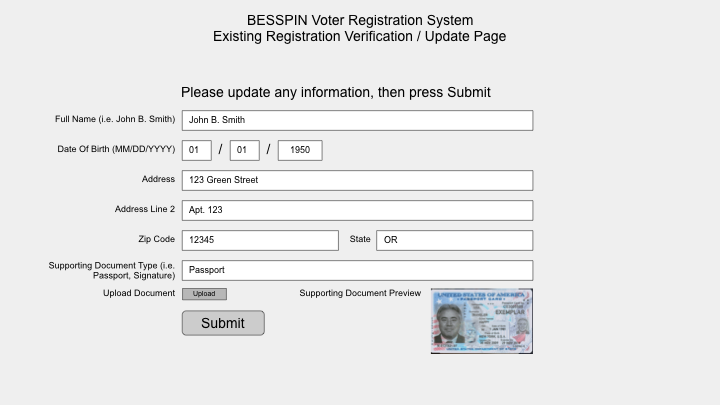 BESSPIN Voter Registration System
Existing Registration Verification / Update Page
Please update any information, then press Submit
Full Name (i.e. John B. Smith) John B. Smith
Date Of Birth (MM/DD/YYYY) 01 / 01 / 1950
Address 123 Green Street
Address Line 2 Apt. 123
Zip Code 12345 State OR
Supporting Document Type (i.e.
Passport, Signature) Passport
Upload Document Upload Supporting Document Preview
UNITED STATES OF AMERICA
EXEMPLAR
Submit